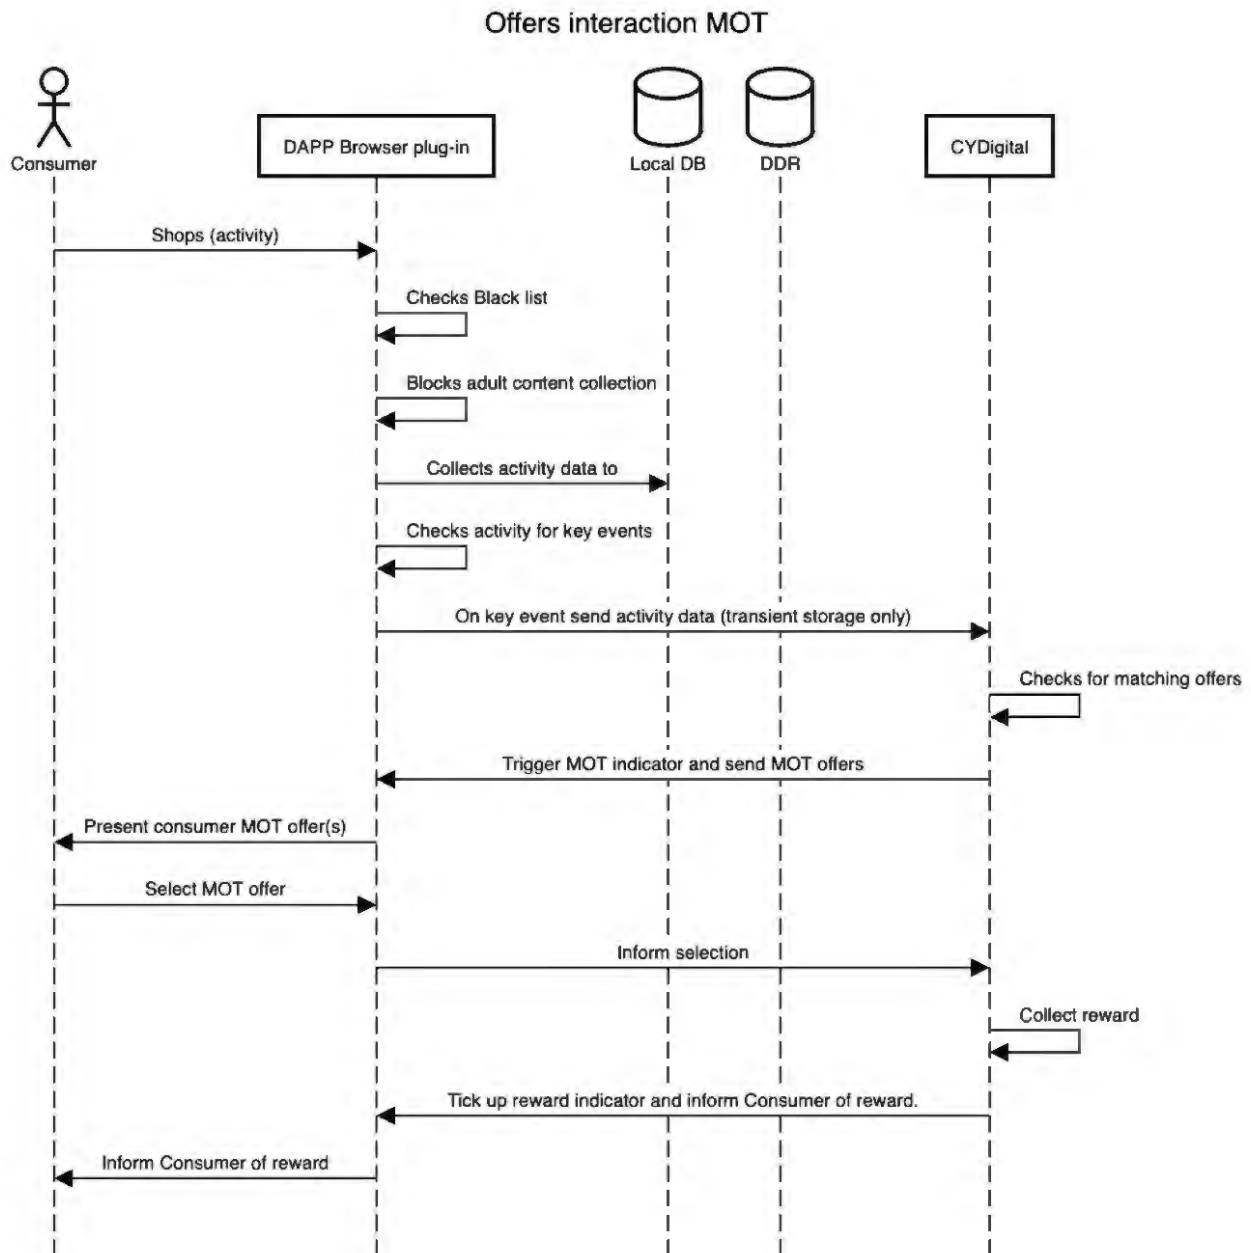 Offers interaction MOT
Consumer
DAPP Browser plug-in
Local DB
DDR
CYDigital
Shops (activity)
Checks Black list
Blocks adult content collection
Collects activity data to
Checks activity for key events
On key event send activity data (transient storage only)
Checks for matching offers
Trigger MOT indicator and send MOT offers
Present consumer MOT offer(s)
Select MOT offer
Inform selection
Collect reward
Tick up reward indicator and inform Consumer of reward.
Inform Consumer of reward